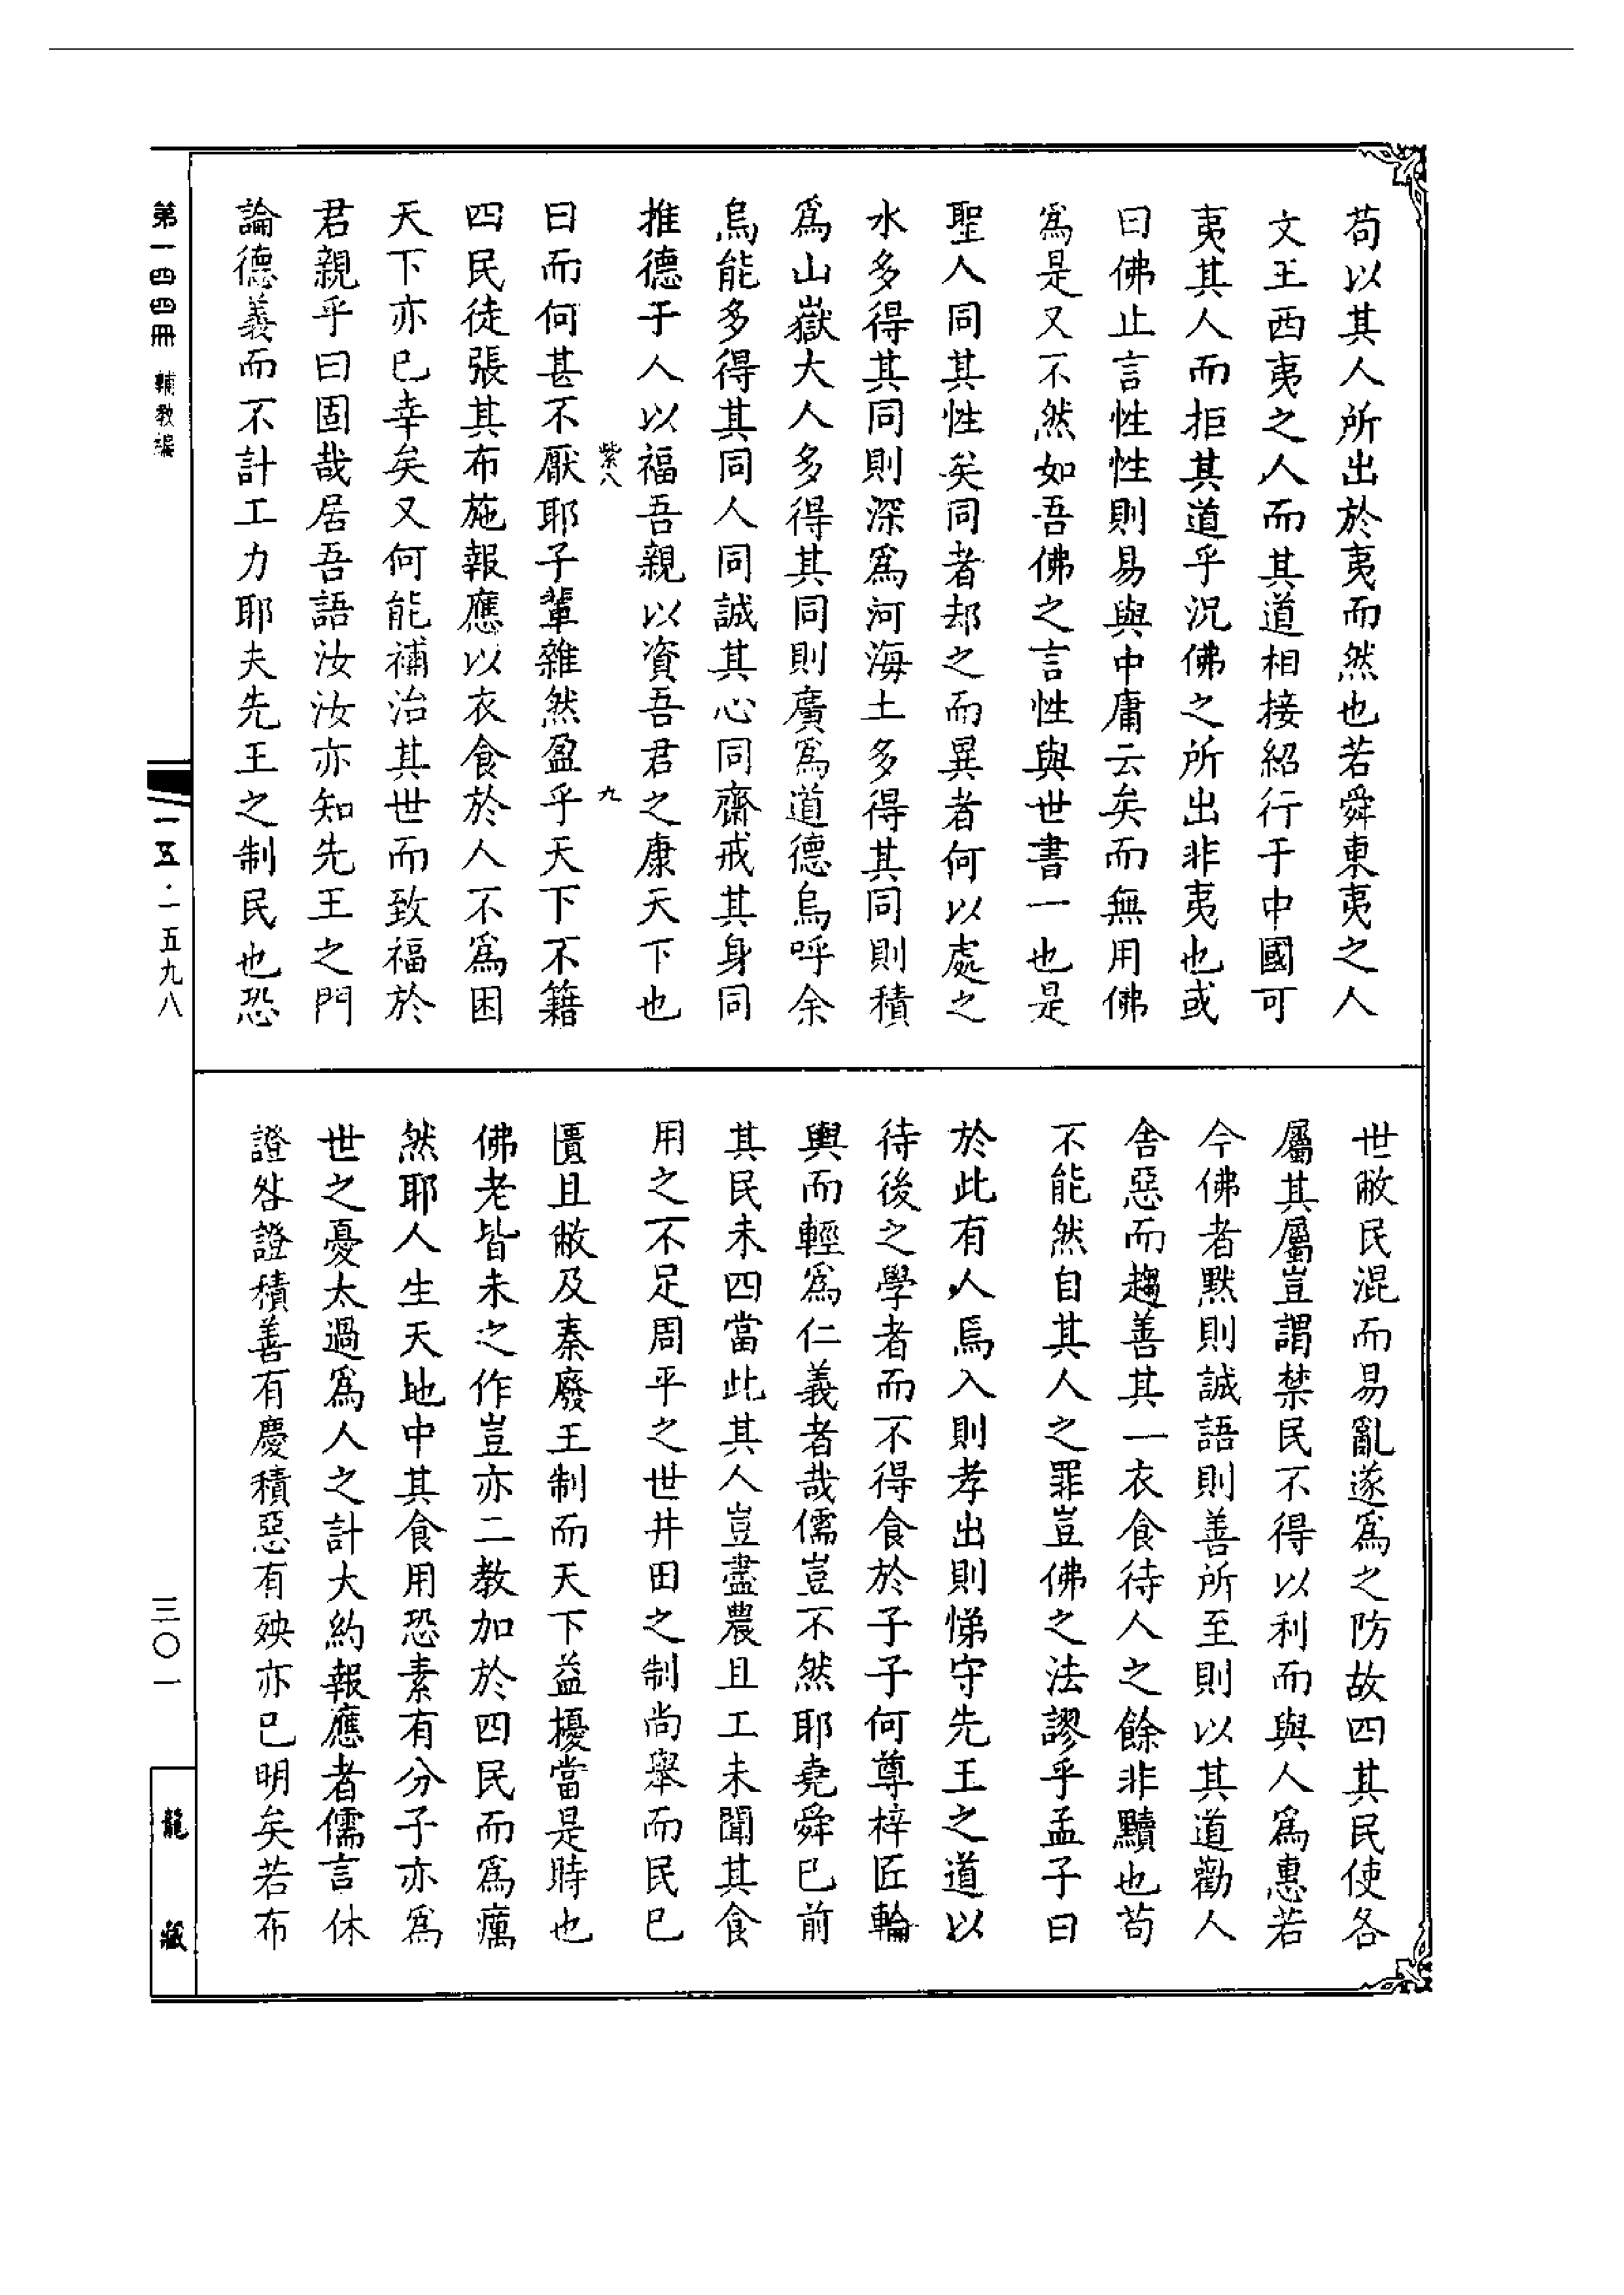 苟以其人所出於夷而然也若舜東夷之人
文王西夷之人而其道相接紹行于中國可
夷其人而拒其道乎況佛之所出非夷也或
曰佛止言性性則易與中庸云矣而無用佛
爲是又不然如吾佛之言性與世書一也是
聖人同其性矣同者却之而異者何以處之
水多得其同則深爲河海土多得其同則積
爲山嶽大人多得其同則廣爲道德烏呼余
烏能多得其同人同誠其心同齋戒其身同
推德于人以福吾親以資吾君之康天下也
紫八 九
曰而何甚不厭耶子輩雜然盈乎天下不籍
四民徒張其布施報應以衣食於人不爲困
天下亦已幸矣又何能補治其世而致福於
君親乎曰固哉居吾語汝汝亦知先王之門
論德義而不計工力耶夫先王之制民也恐
世敝民混而易亂遂爲之防故四其民使各
屬其屬豈謂禁民不得以利而與人爲惠若
今佛者默則誠語則善所至則以其道勸人
舍惡而趨善其一衣食待人之餘非黷也苟
不能然自其人之罪豈佛之法謬乎孟子曰
於此有人焉入則孝出則悌守先王之道以
待後之學者而不得食於子子何尊梓匠輪
輿而輕爲仁義者哉儒豈不然耶堯舜已前
其民未四當此其人豈盡農且工未聞其食
用之不足周平之世井田之制尚舉而民已
匱且敝及秦廢王制而天下益擾當是時也
佛老皆未之作豈亦二教加於四民而爲癘
然耶人生天地中其食用恐素有分子亦爲
世之憂太過爲人之計大約報應者儒言休
證咎證積善有慶積惡有殃亦已明矣若布
第一四四冊 輔教編
一五·一五九八
三〇一
龍藏